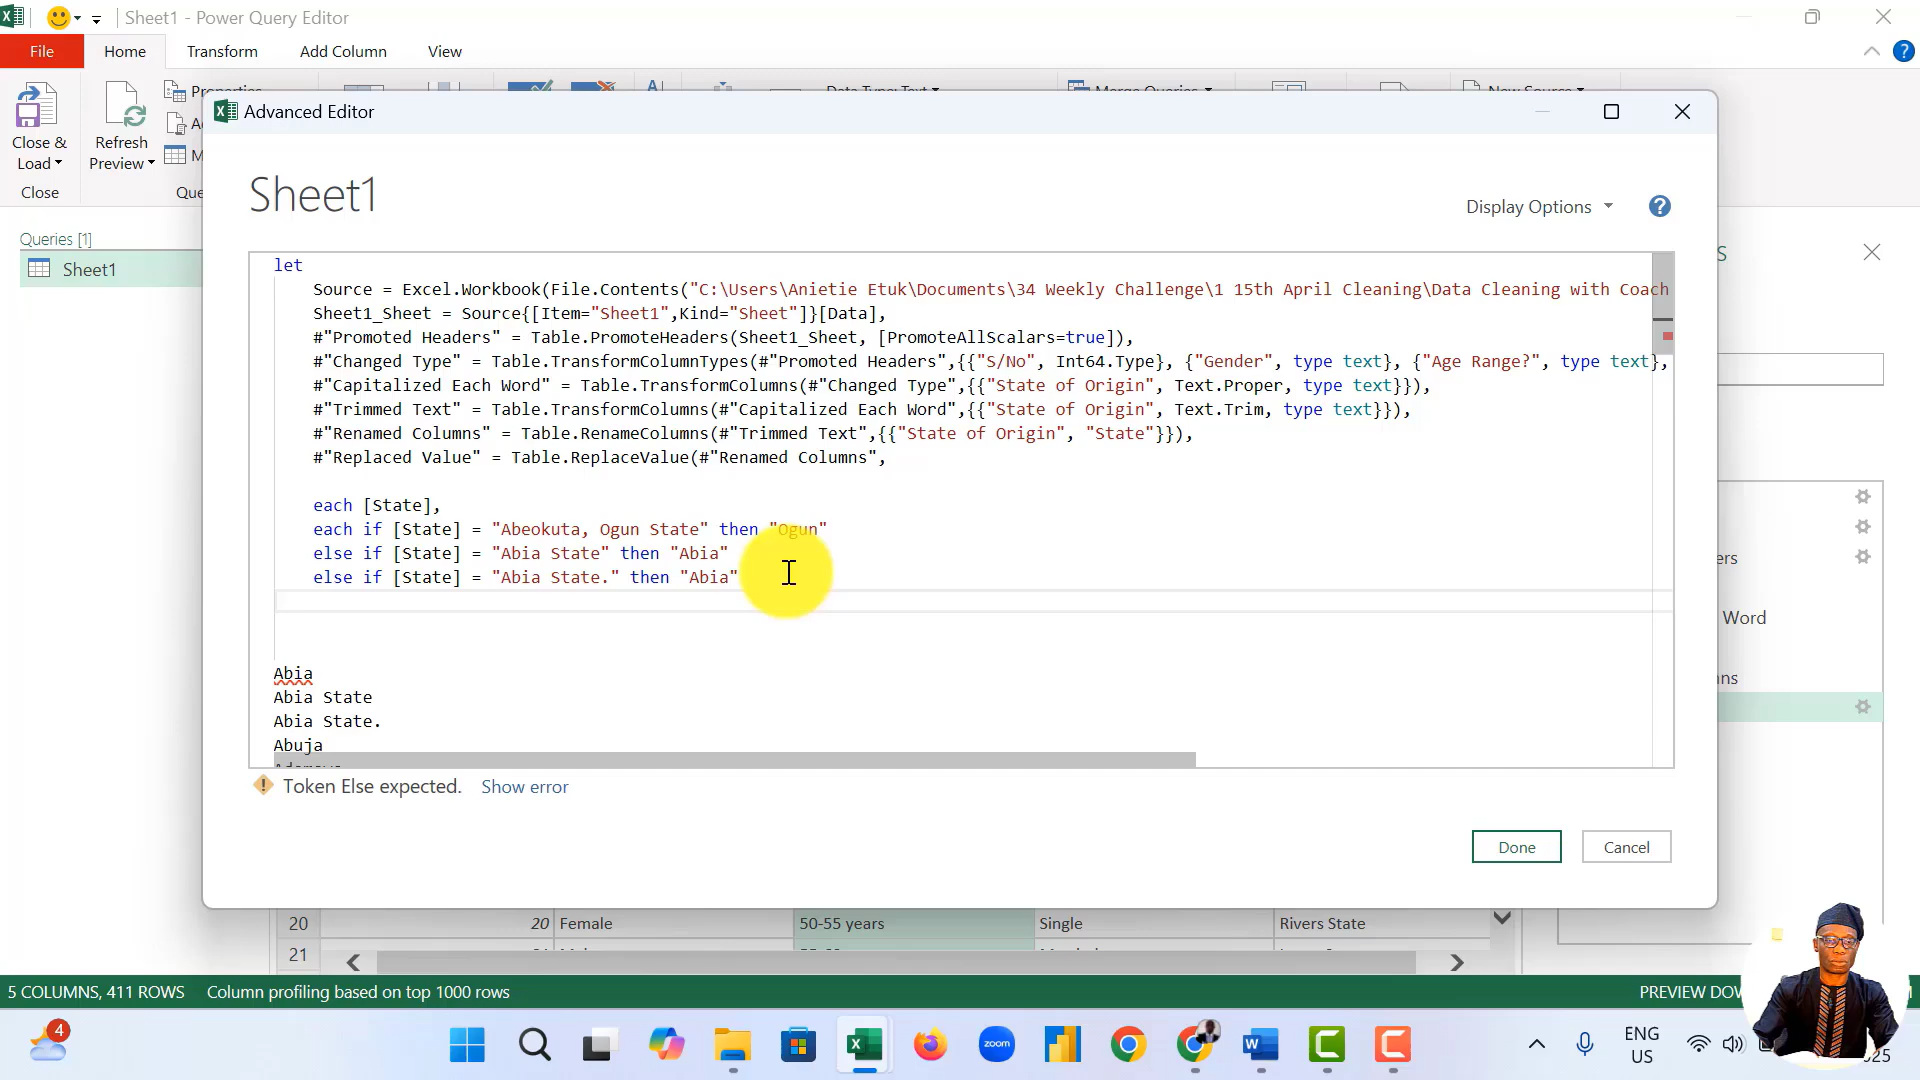 Sheet1 - Power Query Editor
File
Home
Transform
Add Column
View
Close &
Load
Refresh
Preview
Close
Advanced Editor
Sheet1
Display Options
Queries [1]
Sheet1
let
Source = Excel.Workbook(File.Contents("C:\Users\Anietie Etuk\Documents\34 Weekly Challenge\1 15th April Cleaning\Data Cleaning with Coach
Sheet1_Sheet = Source{[Item="Sheet1",Kind="Sheet"]}[Data],
#"Promoted Headers" = Table.PromoteHeaders(Sheet1_Sheet, [PromoteAllScalars=true]),
#"Changed Type" = Table.TransformColumnTypes(#"Promoted Headers",{{"S/No", Int64.Type}, {"Gender", type text}, {"Age Range?", type text},
#"Capitalized Each Word" = Table.TransformColumns(#"Changed Type",{{"State of Origin", Text.Proper, type text}}),
#"Trimmed Text" = Table.TransformColumns(#"Capitalized Each Word",{{"State of Origin", Text.Trim, type text}}),
#"Renamed Columns" = Table.RenameColumns(#"Trimmed Text",{{"State of Origin", "State"}}),
#"Replaced Value" = Table.ReplaceValue(#"Renamed Columns",
each [State],
each if [State] = "Abeokuta, Ogun State" then "Ogun"
else if [State] = "Abia State" then "Abia"
else if [State] = "Abia State." then "Abia"
Abia
Abia State
Abia State.
Abuja
Word
Token Else expected. Show error
Done
Cancel
20 20 Female 50-55 years Single Rivers State
21
5 COLUMNS, 411 ROWS Column profiling based on top 1000 rows
4
zoom
ENG
US